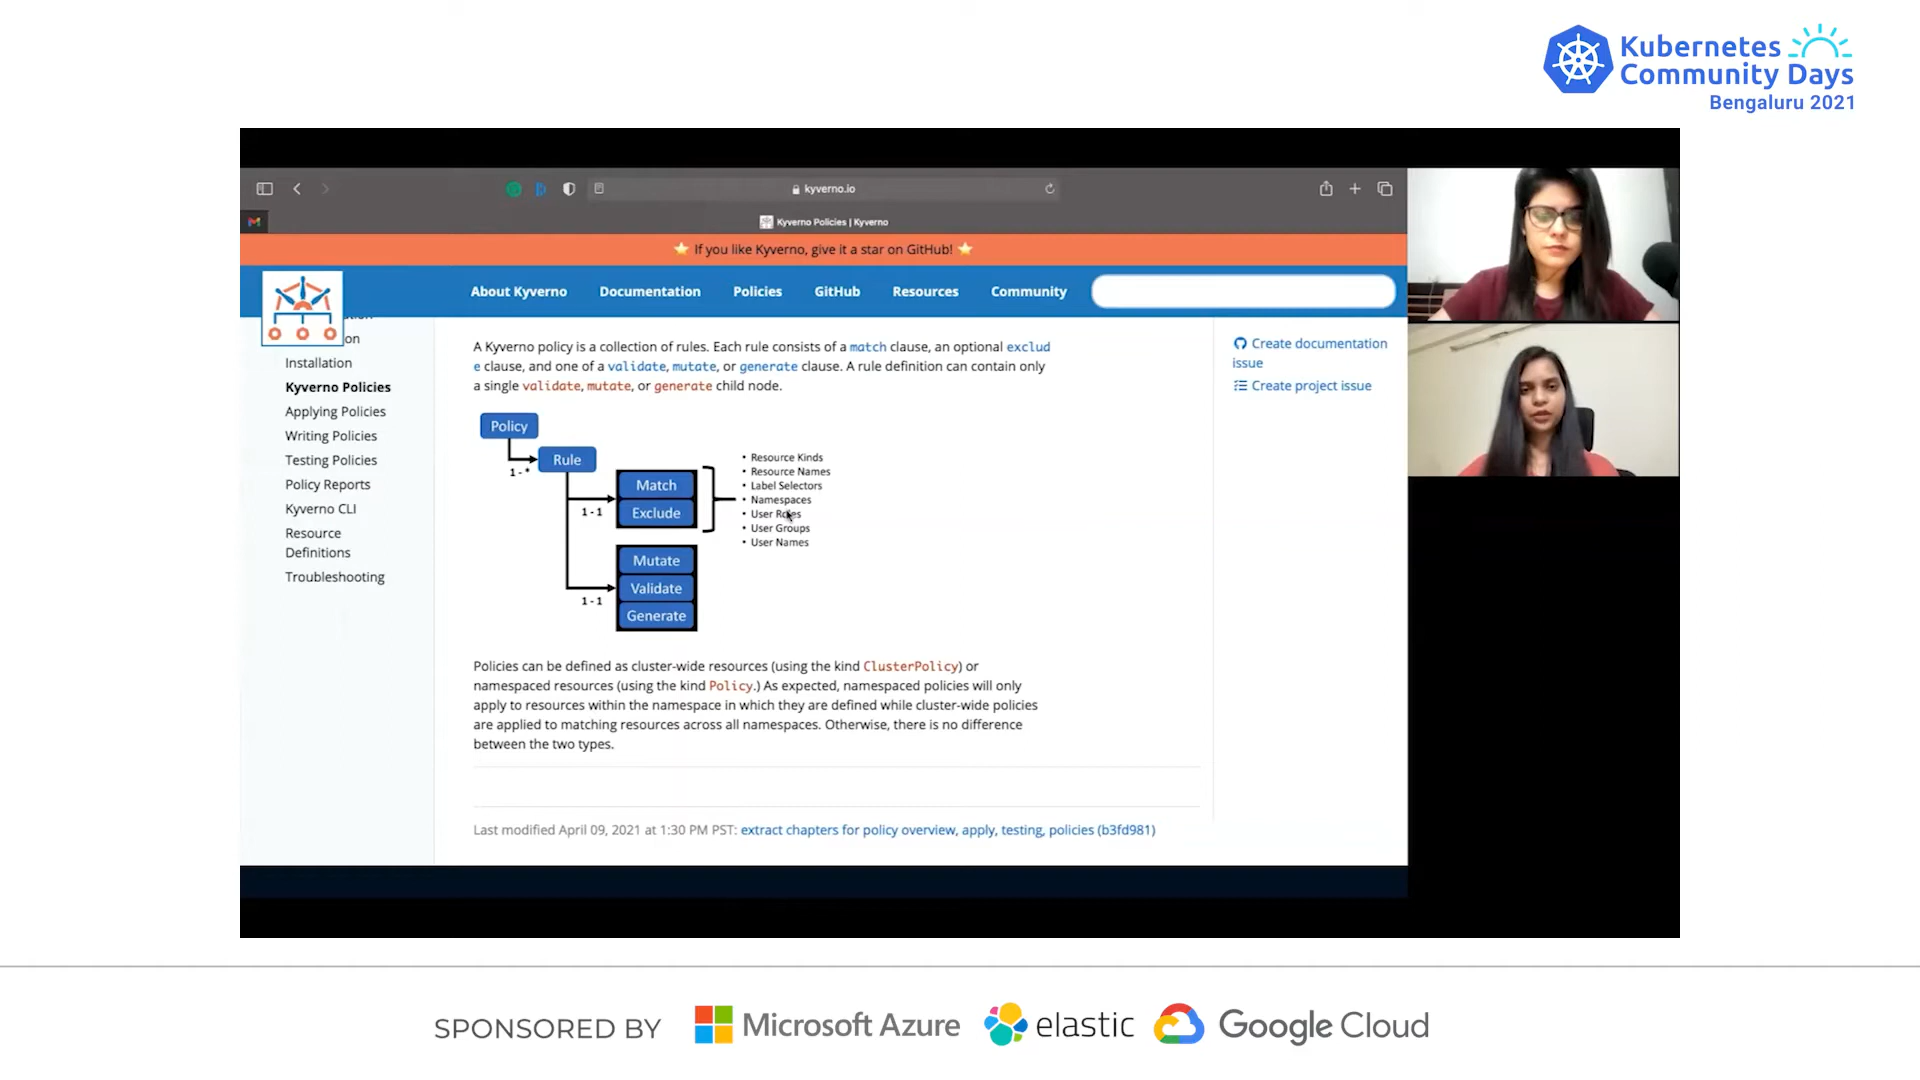 Kubernetes
Community Days
Bengaluru 2021
kyverno.io
Kyverno Policies | Kyverno
If you like Kyverno, give it a star on GitHub!
About Kyverno
Documentation
Policies
GitHub
Resources
Community
Installation
Kyverno Policies
Applying Policies
Writing Policies
Testing Policies
Policy Reports
Kyverno CLI
Resource
Definitions
Troubleshooting
A Kyverno policy is a collection of rules. Each rule consists of a match clause, an optional exclud
e clause, and one of a validate, mutate, or generate clause. A rule definition can contain only
a single validate, mutate, or generate child node.
Policy
1 - *
Rule
1 - 1
Match
Exclude
• Resource Kinds
• Resource Names
• Label Selectors
• Namespaces
• User Roles
• User Groups
• User Names
1 - 1
Mutate
Validate
Generate
Policies can be defined as cluster-wide resources (using the kind ClusterPolicy) or
namespaced resources (using the kind Policy.) As expected, namespaced policies will only
apply to resources within the namespace in which they are defined while cluster-wide policies
are applied to matching resources across all namespaces. Otherwise, there is no difference
between the two types.
Last modified April 09, 2021 at 1:30 PM PST: extract chapters for policy overview, apply, testing, policies (b3fd981)
Create documentation
issue
Create project issue
SPONSORED BY
Microsoft Azure
elastic
Google Cloud